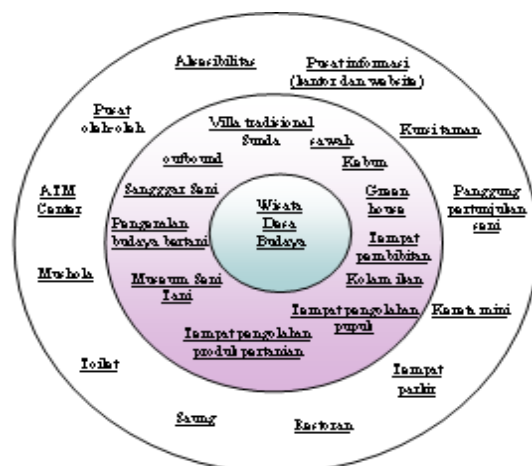 Aksesibilitas
Pusat informasi
(kantor dan website)
Pusat
oleh-oleh
Kursi taman
Villa tradisional
Sunda
sawah
outbound
Kebun
Sangggar Seni
Green
house
ATM
Center
Wisata
Desa
Budaya
Panggung
pertunjukan
seni
Pengenalan
budaya bertani
Tempat
pembibitan
Mushola
Museum Seni
Tani
Kolam ikan
Kereta mini
Tempat pengolahan
pupuk
Tempat pengolahan
produk pertanian
Toilet
Tempat
parkir
Saung
Restoran